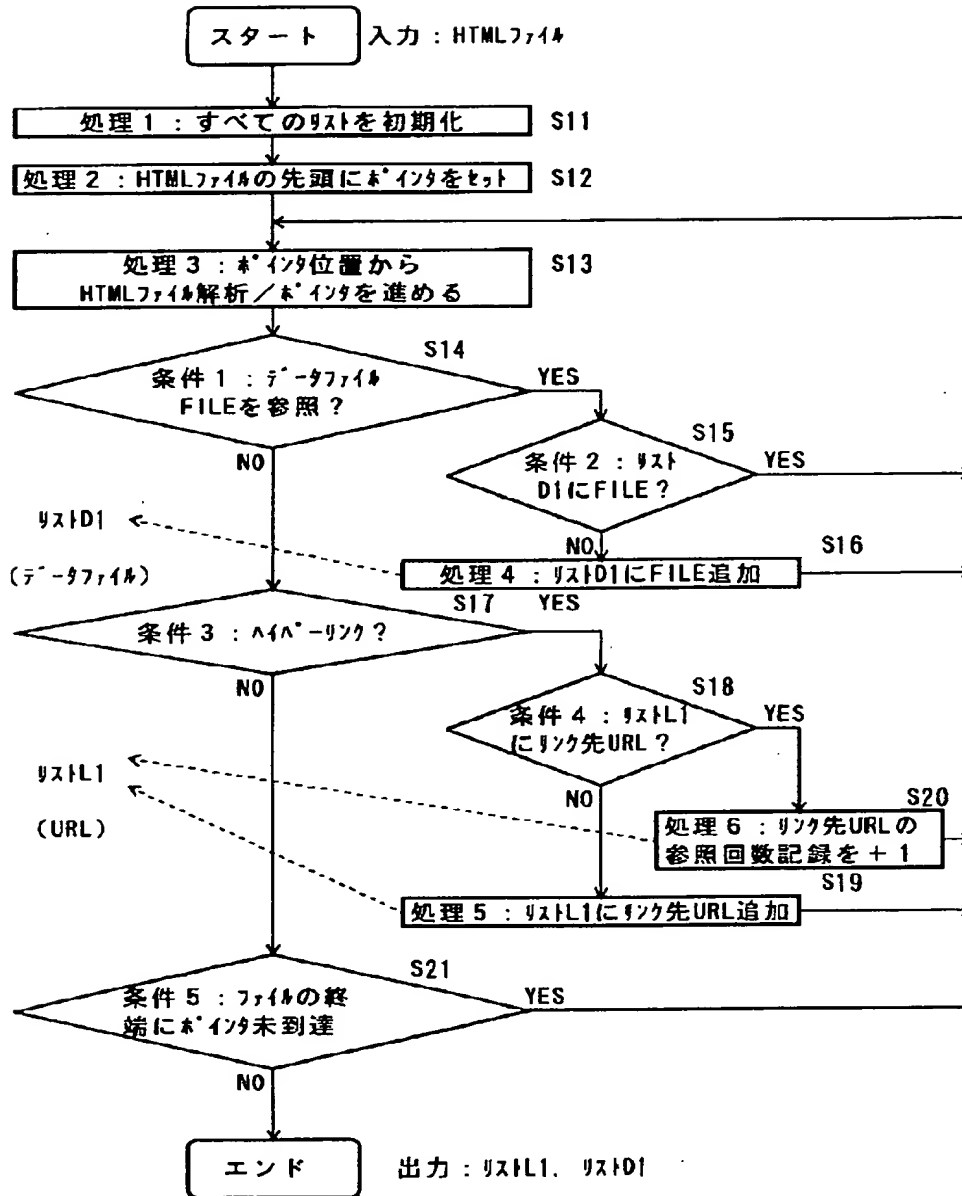 スタート
入力：HTMLファイル
処理1：すべてのリストを初期化
S11
処理2：HTMLファイルの先頭にポインタをセット
S12
処理3：ポインタ位置から
HTMLファイル解析／ポインタを進める
S13
S14
条件1：データファイル
FILEを参照？
YES
NO
S15
条件2：リスト
D1にFILE？
YES
NO
リストD1
(データファイル)
S16
処理4：リストD1にFILE追加
S17
YES
条件3：ハイパーリンク？
NO
S18
条件4：リストL1
にリンク先URL？
YES
NO
リストL1
(URL)
S20
処理6：リンク先URLの
参照回数記録を＋1
S19
処理5：リストL1にリンク先URL追加
S21
条件5：ファイルの終
端にポインタ未到達
YES
NO
エンド
出力：リストL1、リストD1